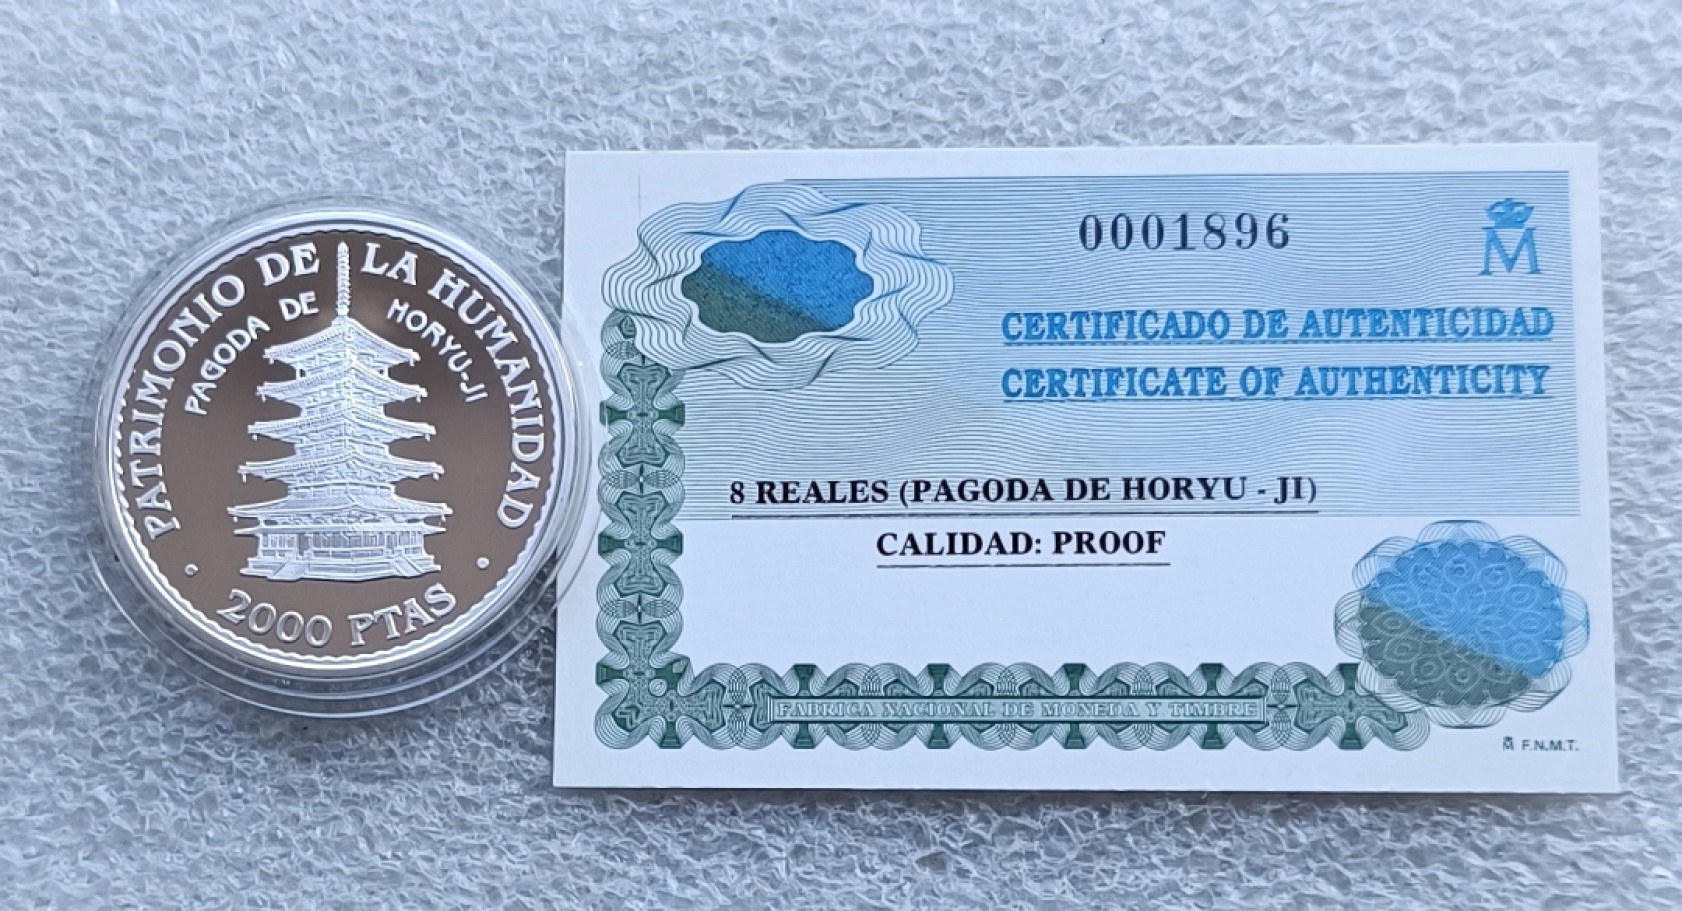 PATRIMONIO DE LA HUMANIDAD
PAGODA DE HORYU-JI
2000 PTAS
0001896
M
CERTIFICADO DE AUTENTICIDAD
CERTIFICATE OF AUTHENTICITY
8 REALES (PAGODA DE HORYU - JI)
CALIDAD: PROOF
FABRICA NACIONAL DE MONEDA Y TIMBRE
M F.N.M.T.